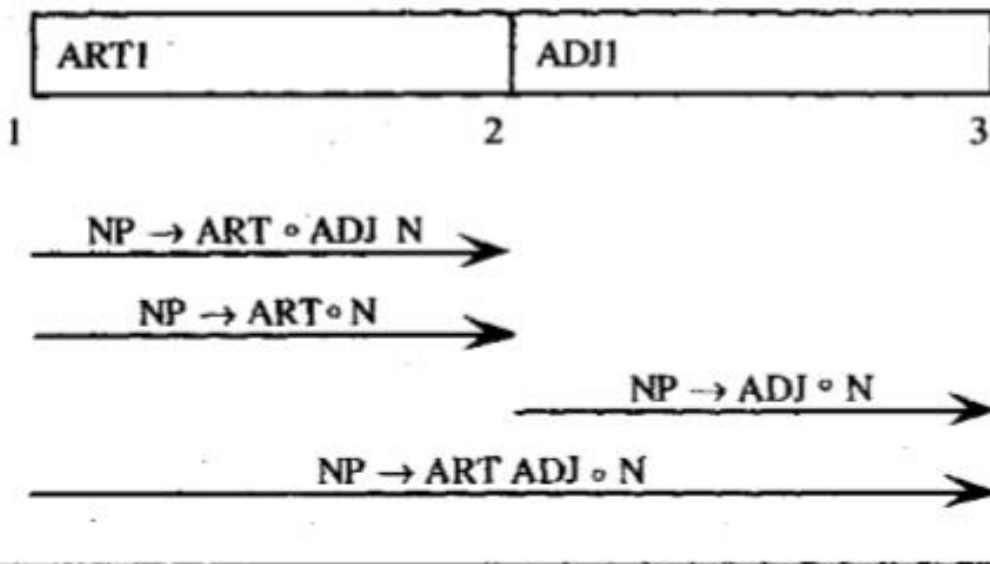 ART1 ADJ1
1 2 3
NP → ART ∘ ADJ N
NP → ART ∘ N
NP → ADJ ∘ N
NP → ART ADJ ∘ N